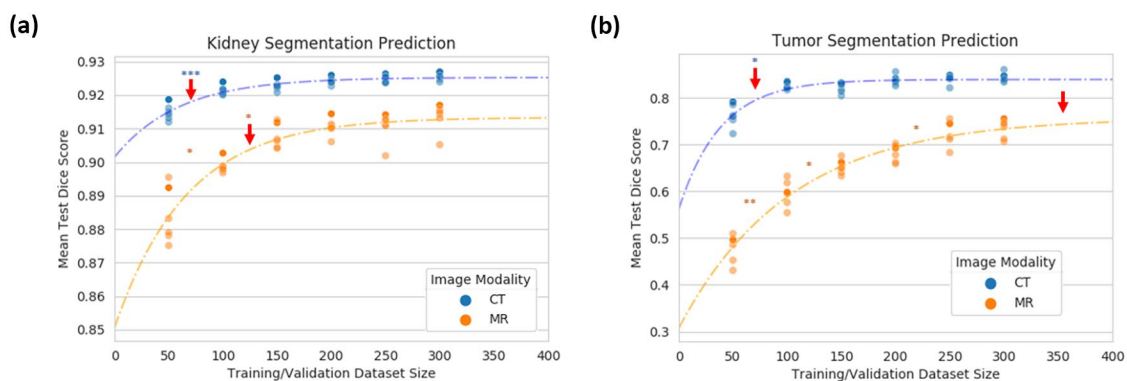 (a)
Kidney Segmentation Prediction
Mean Test Dice Score
0.93
0.92
0.91
0.90
0.89
0.88
0.87
0.86
0.85
***
*
*
Image Modality
CT
MR
0 50 100 150 200 250 300 350 400
Training/Validation Dataset Size
(b)
Tumor Segmentation Prediction
Mean Test Dice Score
0.8
0.7
0.6
0.5
0.4
0.3
*
*
*
**
Image Modality
CT
MR
0 50 100 150 200 250 300 350 400
Training/Validation Dataset Size